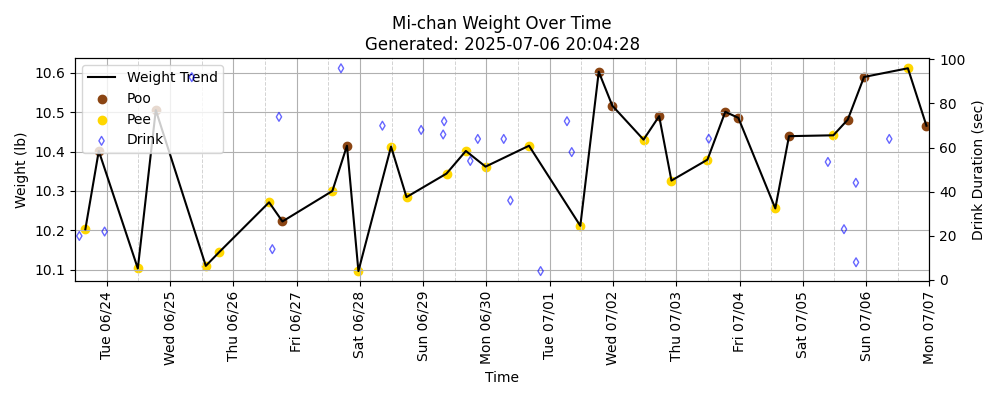 Mi-chan Weight Over Time
Generated: 2025-07-06 20:04:28
Weight Trend
Poo
Pee
Drink
Weight (lb)
10.6
10.5
10.4
10.3
10.2
10.1
Drink Duration (sec)
100
80
60
40
20
0
Tue 06/24
Wed 06/25
Thu 06/26
Fri 06/27
Sat 06/28
Sun 06/29
Mon 06/30
Tue 07/01
Wed 07/02
Thu 07/03
Fri 07/04
Sat 07/05
Sun 07/06
Mon 07/07
Time